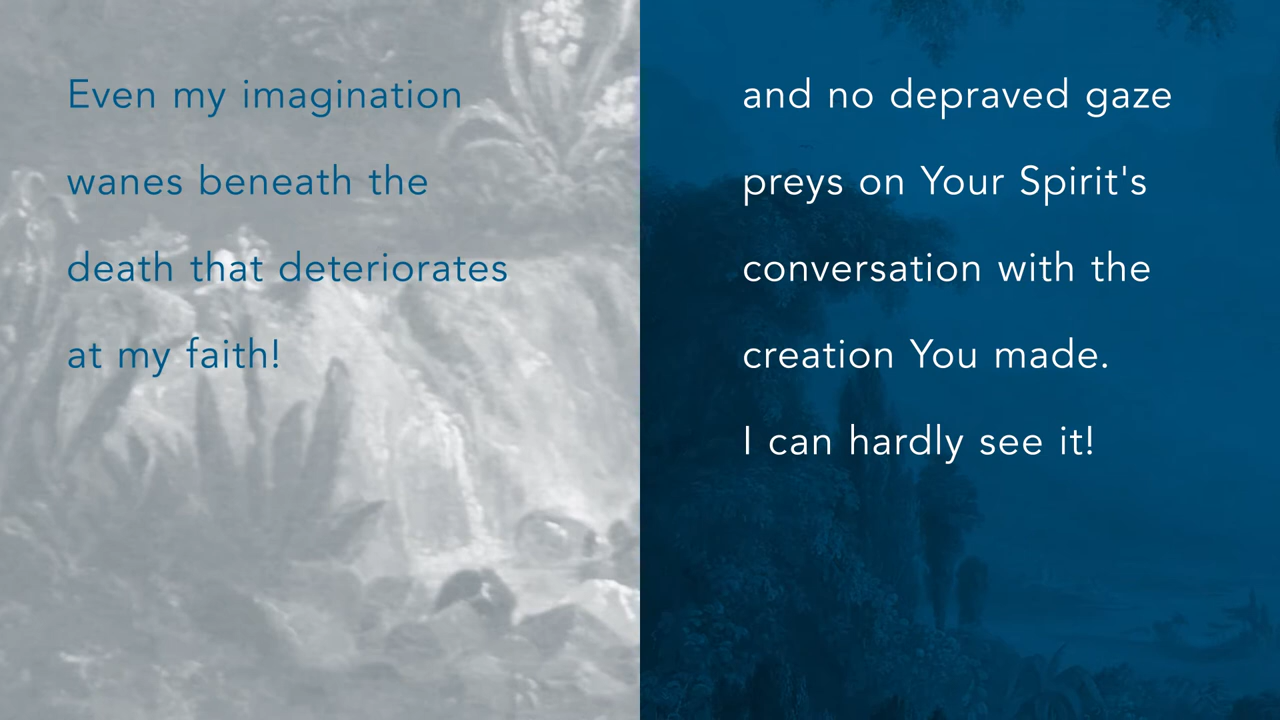 Even my imagination
wanes beneath the
death that deteriorates
at my faith!
and no depraved gaze
preys on Your Spirit's
conversation with the
creation You made.
I can hardly see it!